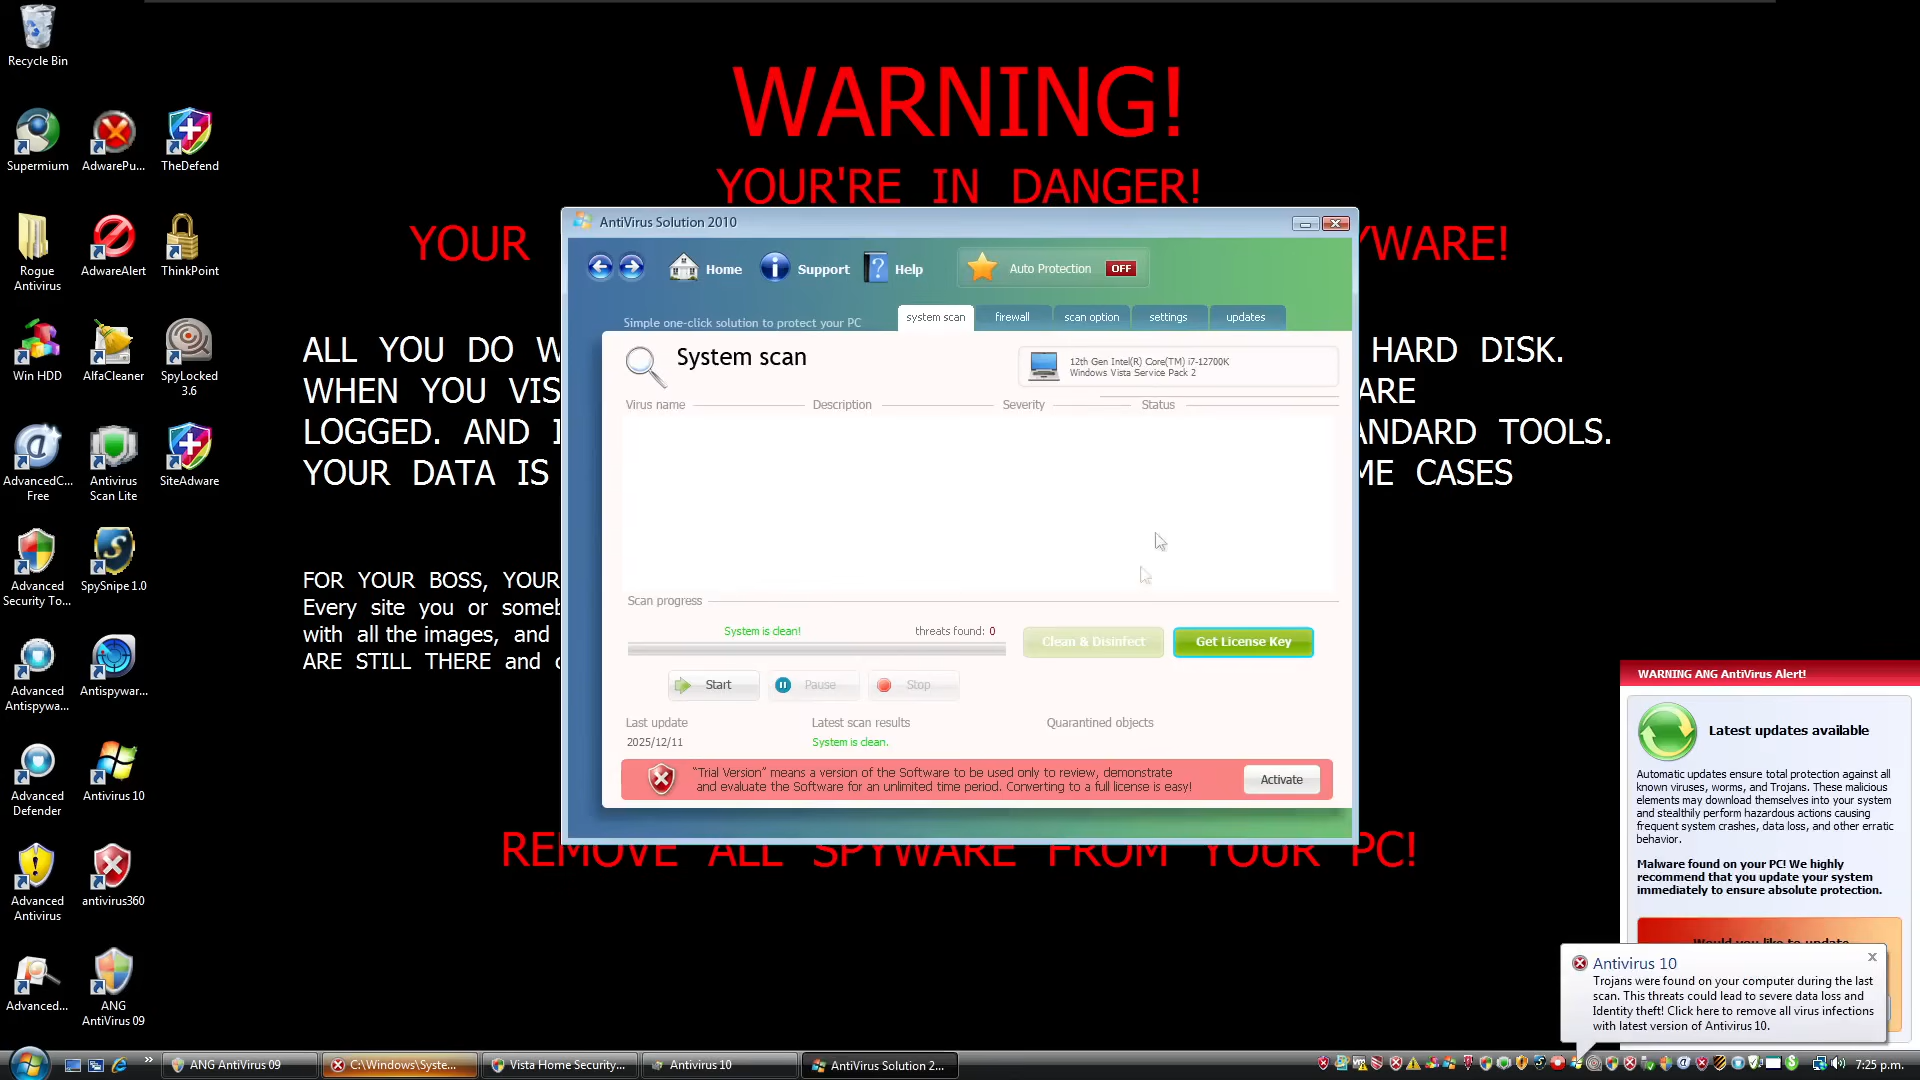 Recycle Bin
Supermium
AdwarePu...
TheDefend
Rogue
Antivirus
AdwareAlert
ThinkPoint
Win HDD
AlfaCleaner
SpyLocked
3.6
AdvancedC...
Free
Antivirus
Scan Lite
SiteAdware
Advanced
Security To...
SpySnipe 1.0
Advanced
Antispywa...
Antispywar...
Advanced
Defender
Antivirus 10
Advanced
Antivirus
antivirus360
Advanced...
ANG
AntiVirus 09
WARNING!
YOUR'RE IN DANGER!
YOUR
YWARE!
ALL YOU DO W
HARD DISK.
WHEN YOU VIS
ARE
LOGGED. AND I
ANDARD TOOLS.
YOUR DATA IS
ME CASES
FOR YOUR BOSS, YOUR
Every site you or someb
with all the images, and
ARE STILL THERE and
REMOVE ALL SPYWARE FROM YOUR PC!
AntiVirus Solution 2010
Home
Support
Help
Auto Protection
OFF
Simple one-click solution to protect your PC
system scan
firewall
scan option
settings
updates
System scan
12th Gen Intel(R) Core(TM) i7-12700K
Windows Vista Service Pack 2
Virus name
Description
Severity
Status
Scan progress
System is clean!
threats found: 0
Clean & Disinfect
Get License Key
Start
Pause
Stop
Last update
Latest scan results
Quarantined objects
2025/12/11
System is clean.
"Trial Version" means a version of the Software to be used only to review, demonstrate
and evaluate the Software for an unlimited time period. Converting to a full license is easy!
Activate
WARNING ANG AntiVirus Alert!
Latest updates available
Automatic updates ensure total protection against all
known viruses, worms, and Trojans. These malicious
elements may download themselves into your system
and stealthily perform hazardous actions causing
frequent system crashes, data loss, and other erratic
behavior.
Malware found on your PC! We highly
recommend that you update your system
immediately to ensure absolute protection.
Would you like to update
Antivirus 10
Trojans were found on your computer during the last
scan. This threats could lead to severe data loss and
Identity theft! Click here to remove all virus infections
with latest version of Antivirus 10.
ANG AntiVirus 09
C:\Windows\Syste...
Vista Home Security...
Antivirus 10
AntiVirus Solution 2...
7:25 p.m.